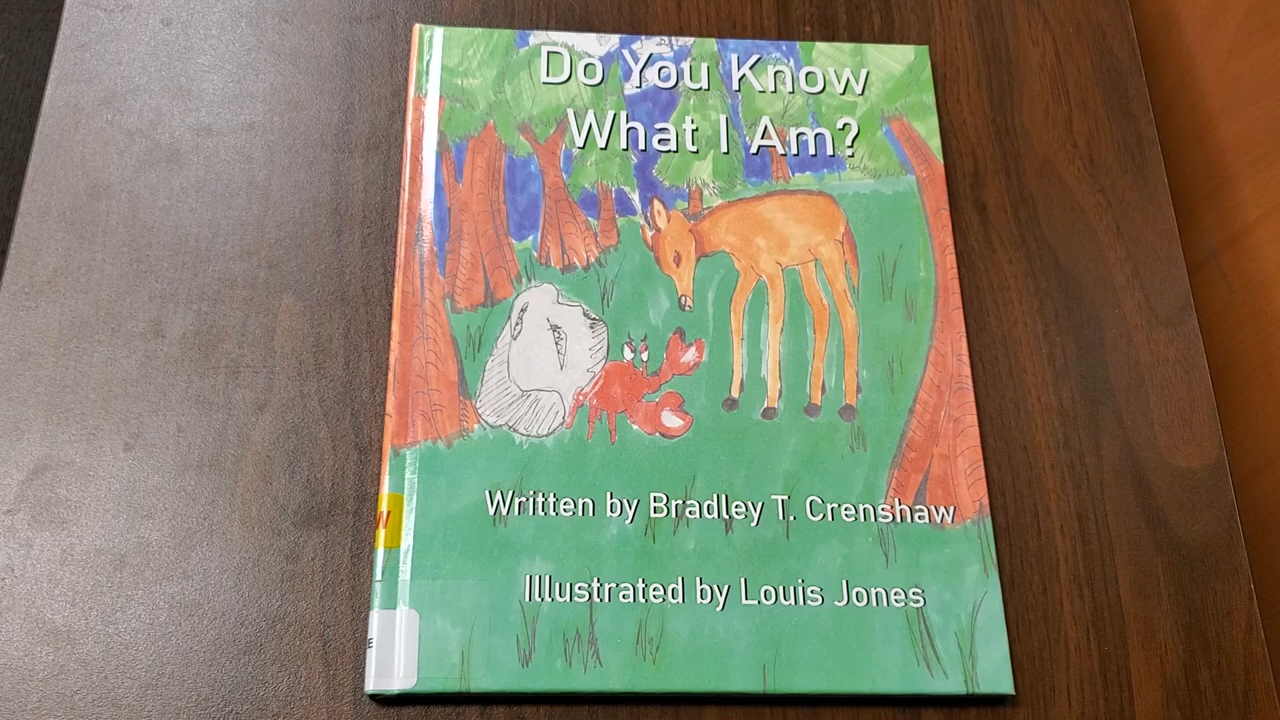 Do You Know
What I Am?
Written by Bradley T. Crenshaw
Illustrated by Louis Jones
W
E